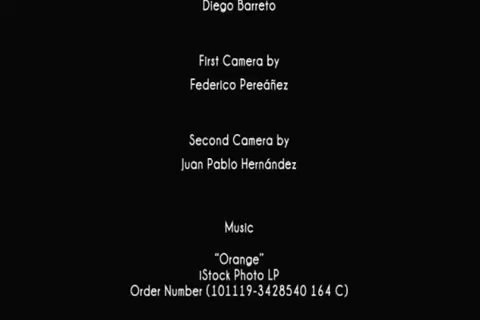 Diego Barreto
First Camera by
Federico Pereáñez
Second Camera by
Juan Pablo Hernández
Music
"Orange"
iStock Photo LP
Order Number (101119-3428540 164 C)